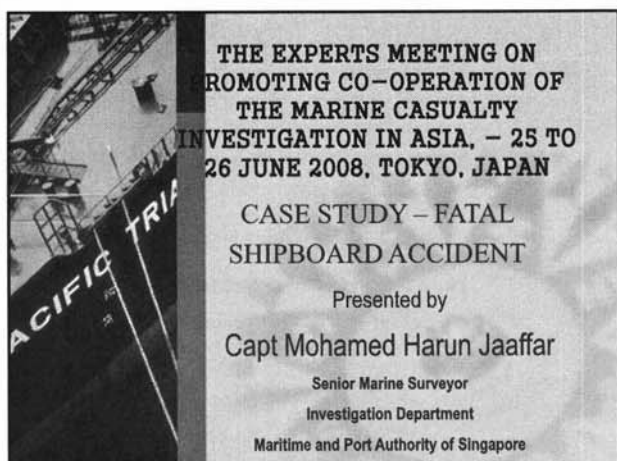 THE EXPERTS MEETING ON
PROMOTING CO-OPERATION OF
THE MARINE CASUALTY
INVESTIGATION IN ASIA, – 25 TO
26 JUNE 2008, TOKYO, JAPAN
CASE STUDY – FATAL
SHIPBOARD ACCIDENT
Presented by
Capt Mohamed Harun Jaaffar
Senior Marine Surveyor
Investigation Department
Maritime and Port Authority of Singapore
ACIFIC TRIA